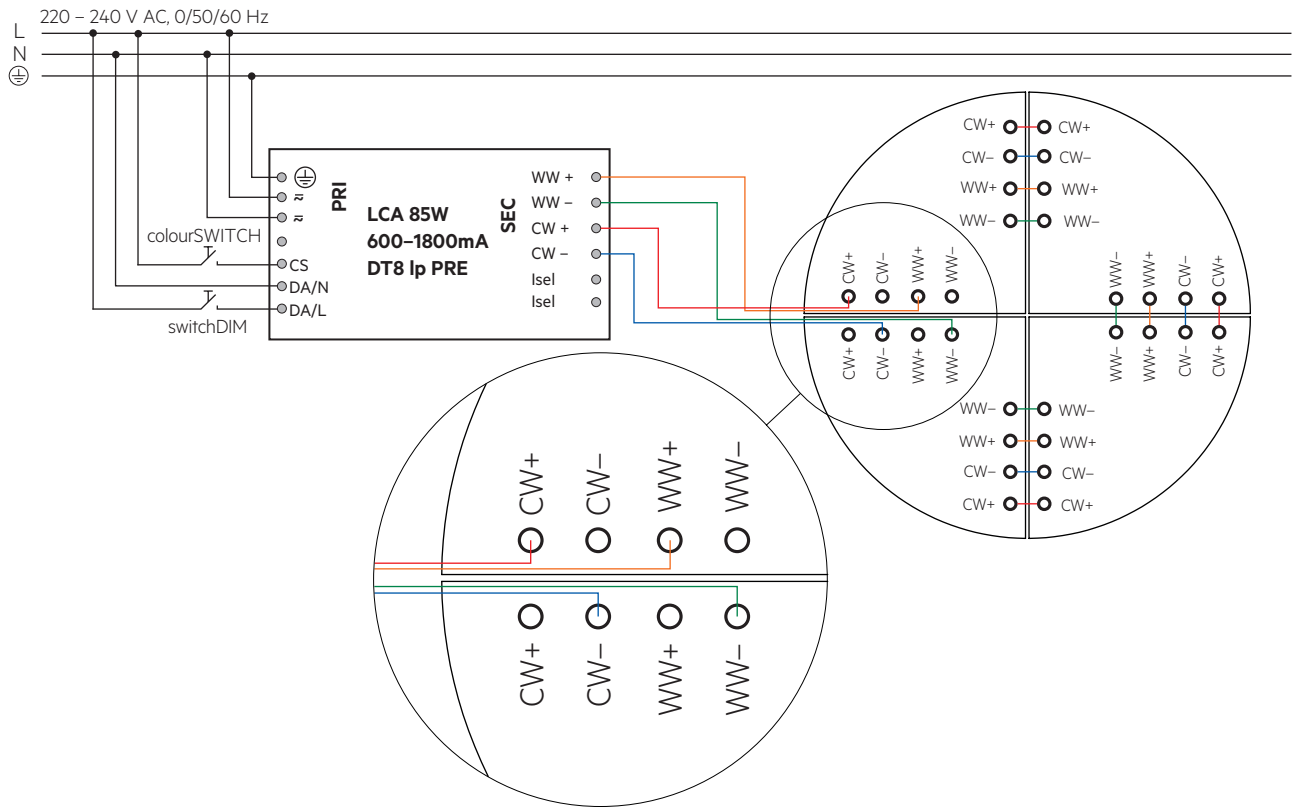 220 – 240 V AC, 0/50/60 Hz
L
N
PRI
LCA 85W
600–1800mA
DT8 lp PRE
SEC
WW +
WW –
CW +
CW –
Isel
Isel
colourSWITCH
CS
DA/N
DA/L
switchDIM
CW+ CW+
CW– CW–
WW+ WW+
WW– WW–
CW+ CW– WW+ WW–
WW– WW+ CW– CW+
CW+ CW– WW+ WW–
WW– WW+ CW– CW+
WW– WW–
WW+ WW+
CW– CW–
CW+ CW+
CW+ CW– WW+ WW–
CW+ CW– WW+ WW–